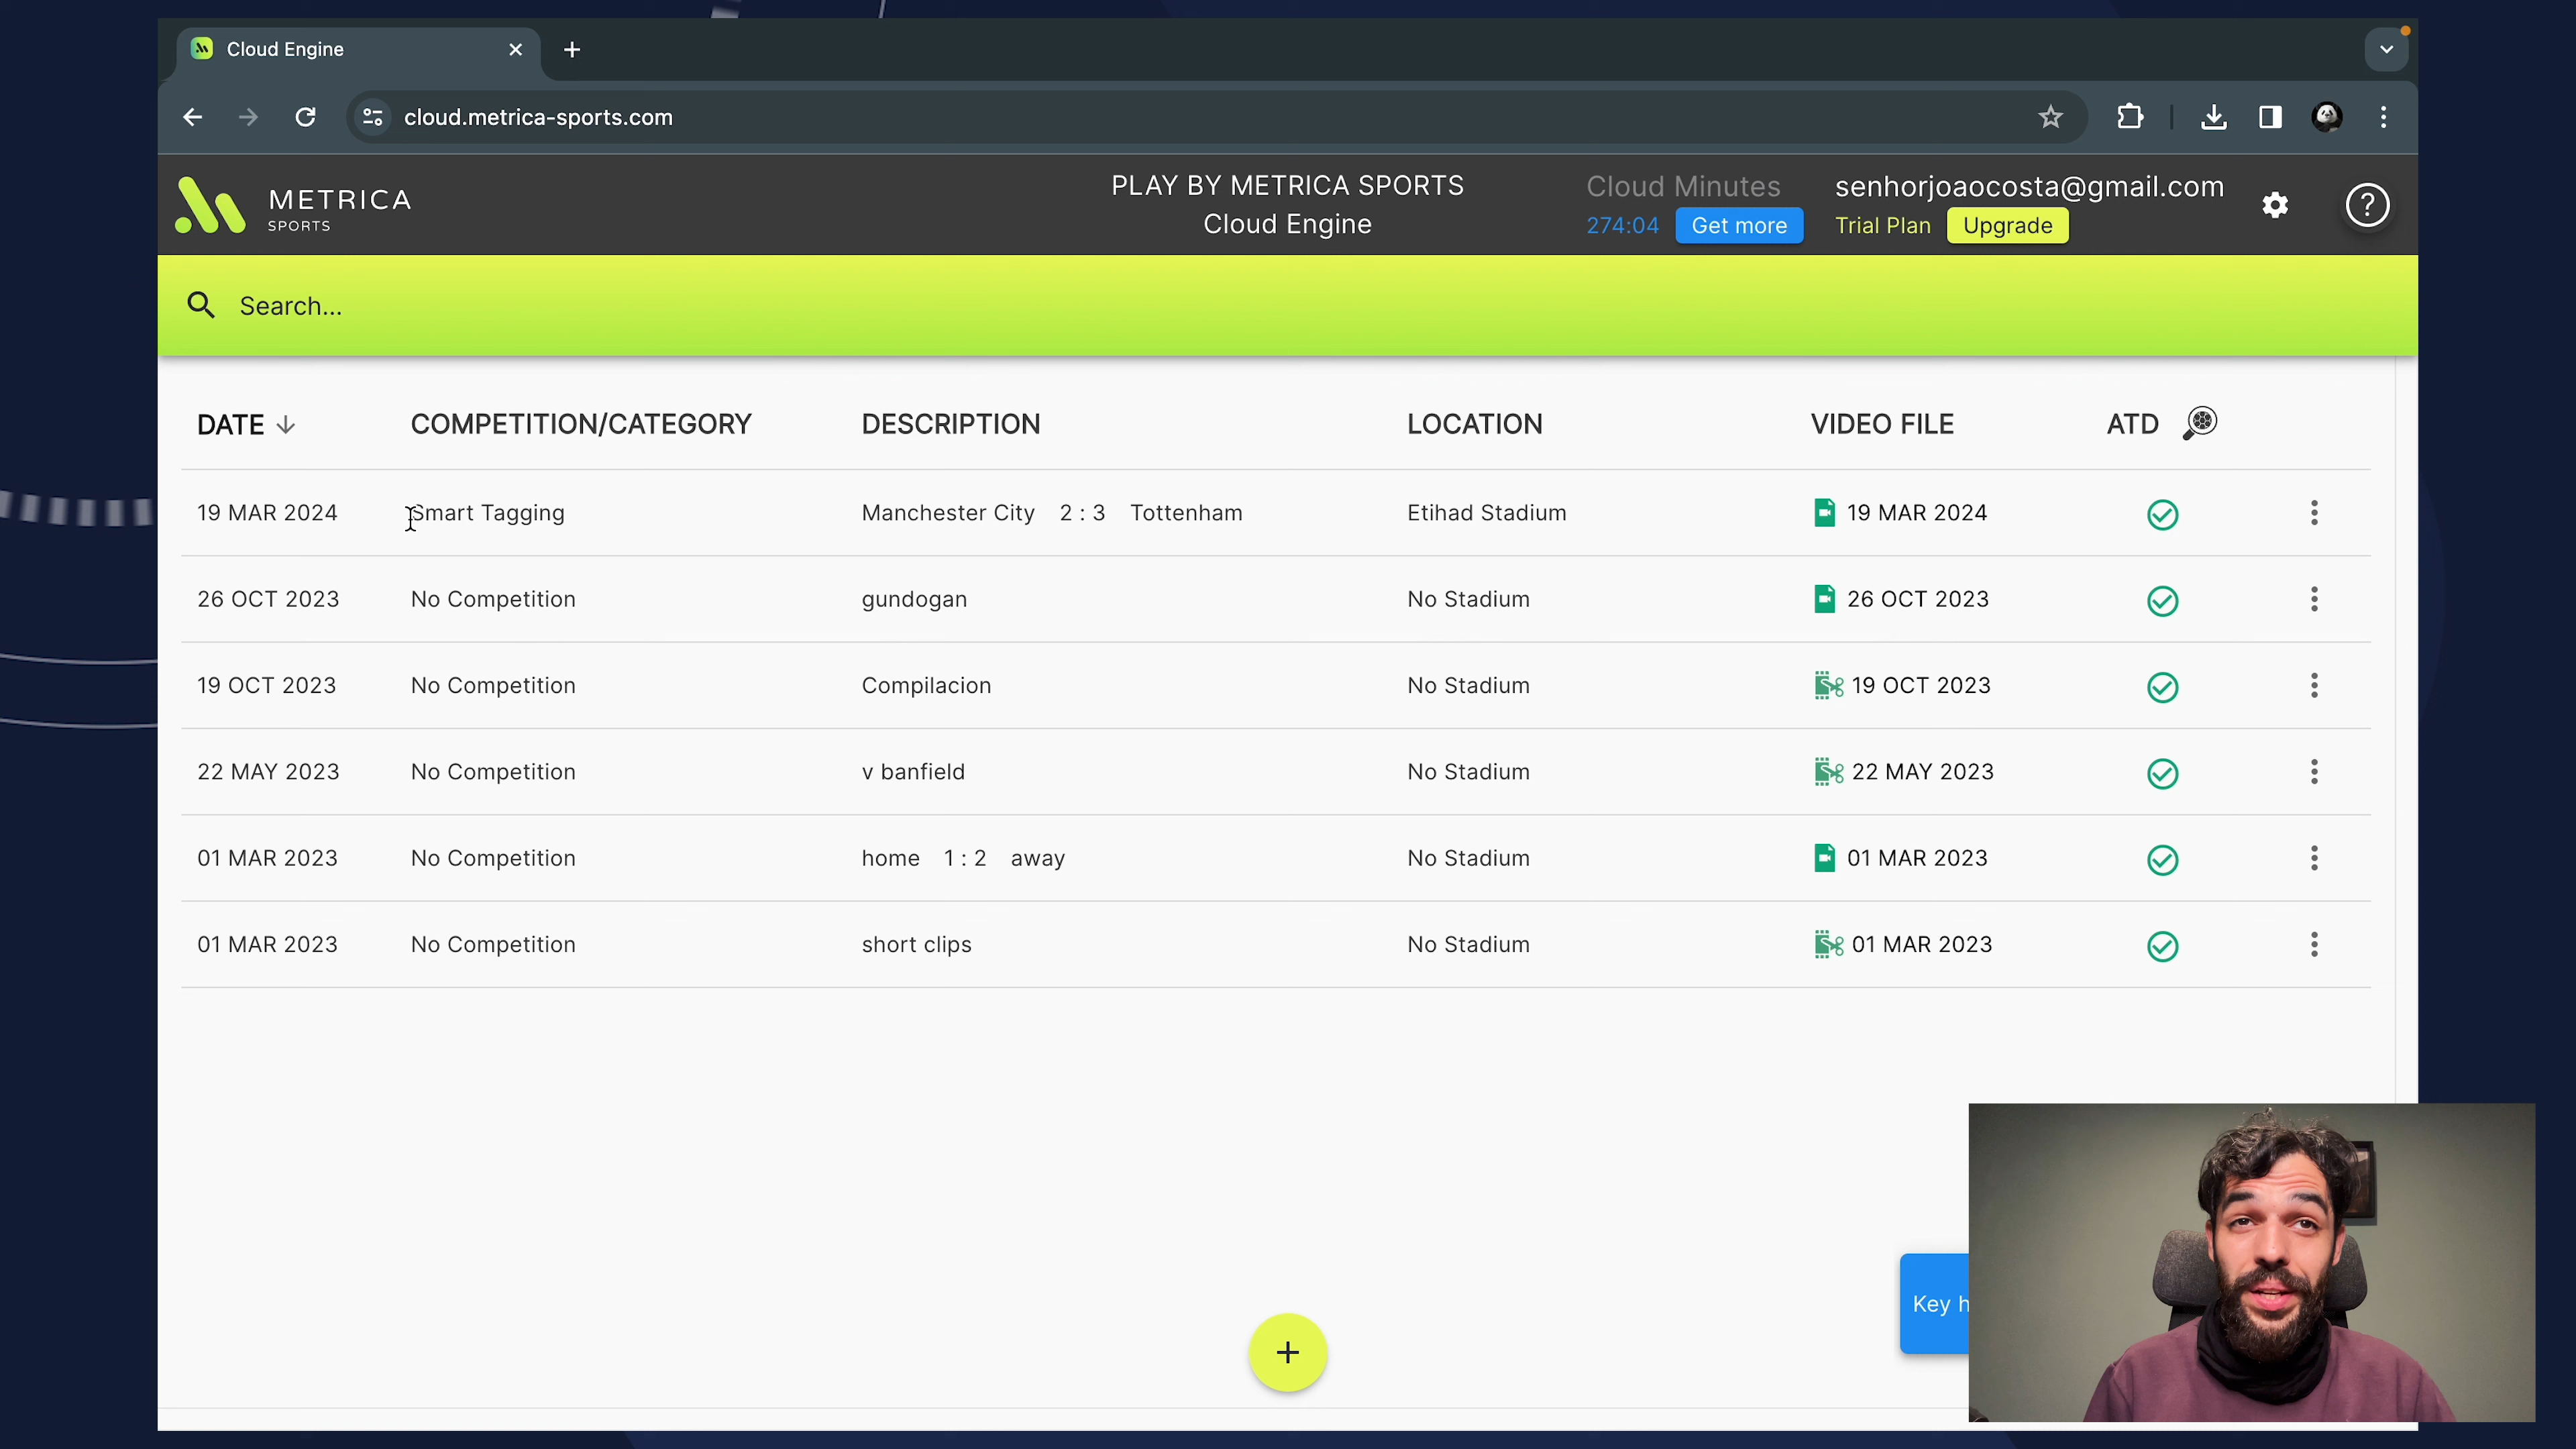 Cloud Engine
cloud.metrica-sports.com
METRICA
SPORTS
PLAY BY METRICA SPORTS
Cloud Engine
Cloud Minutes
274:04 Get more
senhorjoaocosta@gmail.com
Trial Plan Upgrade
?
Search...
DATE COMPETITION/CATEGORY DESCRIPTION LOCATION VIDEO FILE ATD
19 MAR 2024 Smart Tagging Manchester City 2 : 3 Tottenham Etihad Stadium 19 MAR 2024
26 OCT 2023 No Competition gundogan No Stadium 26 OCT 2023
19 OCT 2023 No Competition Compilacion No Stadium 19 OCT 2023
22 MAY 2023 No Competition v banfield No Stadium 22 MAY 2023
01 MAR 2023 No Competition home 1 : 2 away No Stadium 01 MAR 2023
01 MAR 2023 No Competition short clips No Stadium 01 MAR 2023
Key
+